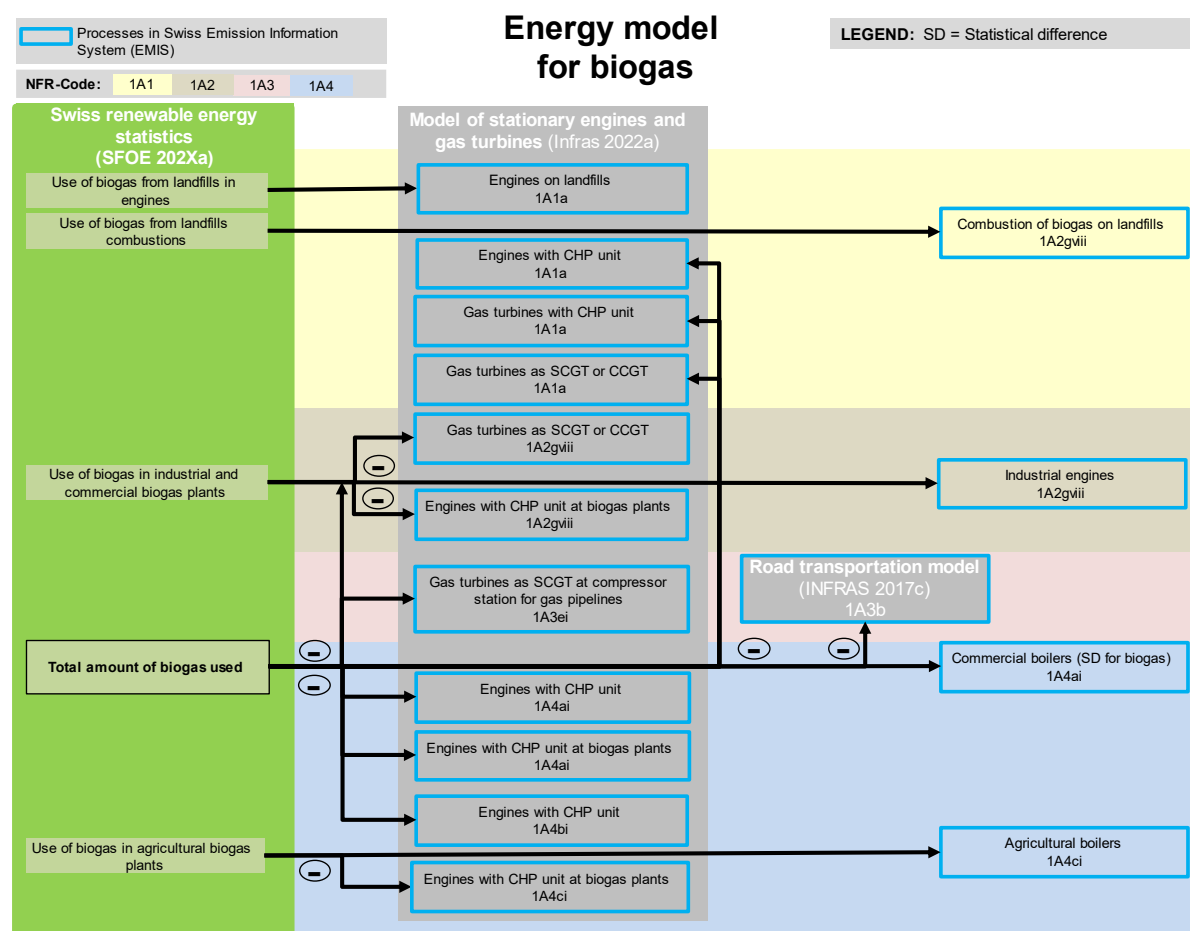 Processes in Swiss Emission Information
System (EMIS)
Energy model
for biogas
LEGEND: SD = Statistical difference
NFR-Code: 1A1 1A2 1A3 1A4
Swiss renewable energy
statistics
(SFOE 202Xa)
Model of stationary engines and
gas turbines (Infras 2022a)
Use of biogas from landfills in
engines
Engines on landfills
1A1a
Use of biogas from landfills
combustions
Combustion of biogas on landfills
1A2gviii
Engines with CHP unit
1A1a
Gas turbines with CHP unit
1A1a
Gas turbines as SCGT or CCGT
1A1a
Gas turbines as SCGT or CCGT
1A2gviii
-
Use of biogas in industrial and
commercial biogas plants
Industrial engines
1A2gviii
-
Engines with CHP unit at biogas plants
1A2gviii
Road transportation model
(INFRAS 2017c)
1A3b
Gas turbines as SCGT at compressor
station for gas pipelines
1A3ei
- - -
Total amount of biogas used
Commercial boilers (SD for biogas)
1A4ai
-
Engines with CHP unit
1A4ai
Engines with CHP unit at biogas plants
1A4ai
Engines with CHP unit
1A4bi
Use of biogas in agricultural biogas
plants
Agricultural boilers
1A4ci
-
Engines with CHP unit at biogas plants
1A4ci